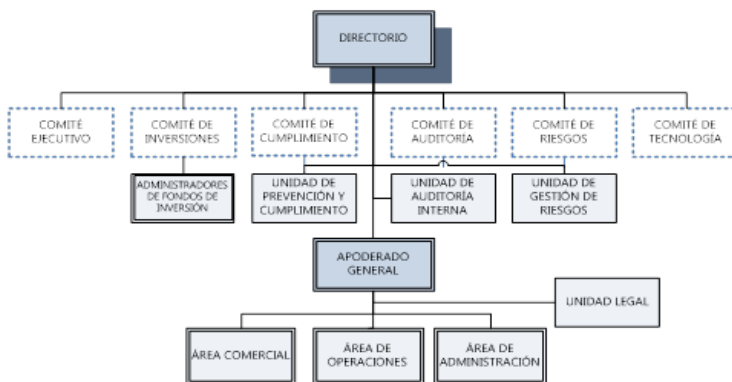 DIRECTORIO
COMITÉ
EJECUTIVO
COMITÉ DE
INVERSIONES
COMITÉ DE
CUMPLIMIENTO
COMITÉ DE
AUDITORÍA
COMITÉ DE
RIESGOS
COMITÉ DE
TECNOLOGÍA
ADMINISTRADORES
DE FONDOS DE
INVERSIÓN
UNIDAD DE
PREVENCIÓN Y
CUMPLIMIENTO
UNIDAD DE
AUDITORÍA
INTERNA
UNIDAD DE
GESTIÓN DE
RIESGOS
APODERADO
GENERAL
UNIDAD LEGAL
ÁREA COMERCIAL
ÁREA DE
OPERACIONES
ÁREA DE
ADMINISTRACIÓN